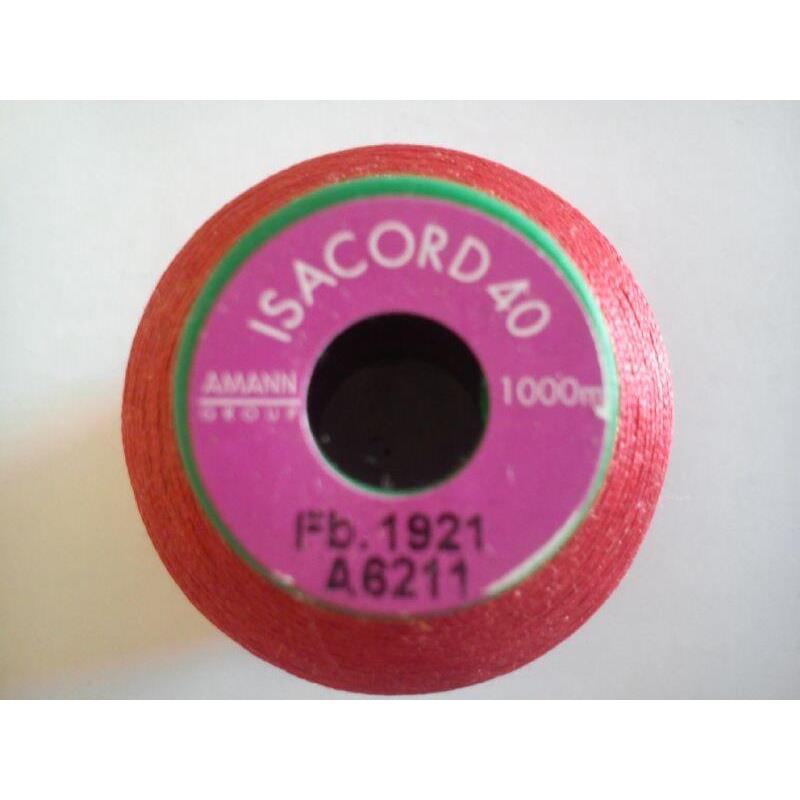 ISACORD 40
AMANN
GROUP
1000m
Fb. 1921
A6211